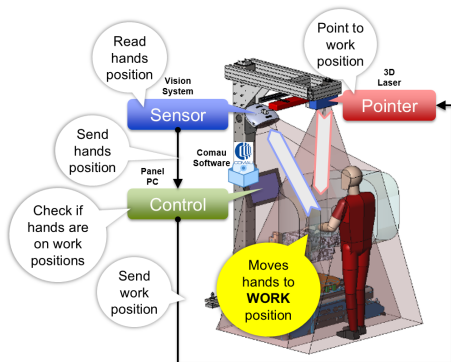 Read
hands
position
Vision
System
Sensor
Point to
work
position
3D
Laser
Pointer
Send
hands
position
Comau
Software
COMAU
Panel
PC
Control
Check if
hands are
on work
positions
Send
work
position
Moves
hands to
WORK
position